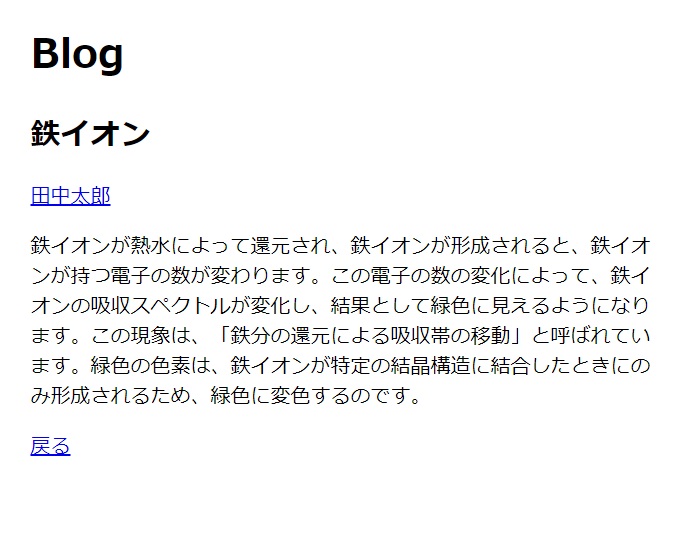 Blog
鉄イオン
田中太郎
鉄イオンが熱水によって還元され、鉄イオンが形成されると、鉄イオ
ンが持つ電子の数が変わります。この電子の数の変化によって、鉄イ
オンの吸収スペクトルが変化し、結果として緑色に見えるようになり
ます。この現象は、「鉄分の還元による吸収帯の移動」と呼ばれてい
ます。緑色の色素は、鉄イオンが特定の結晶構造に結合したときにの
み形成されるため、緑色に変色するのです。
戻る